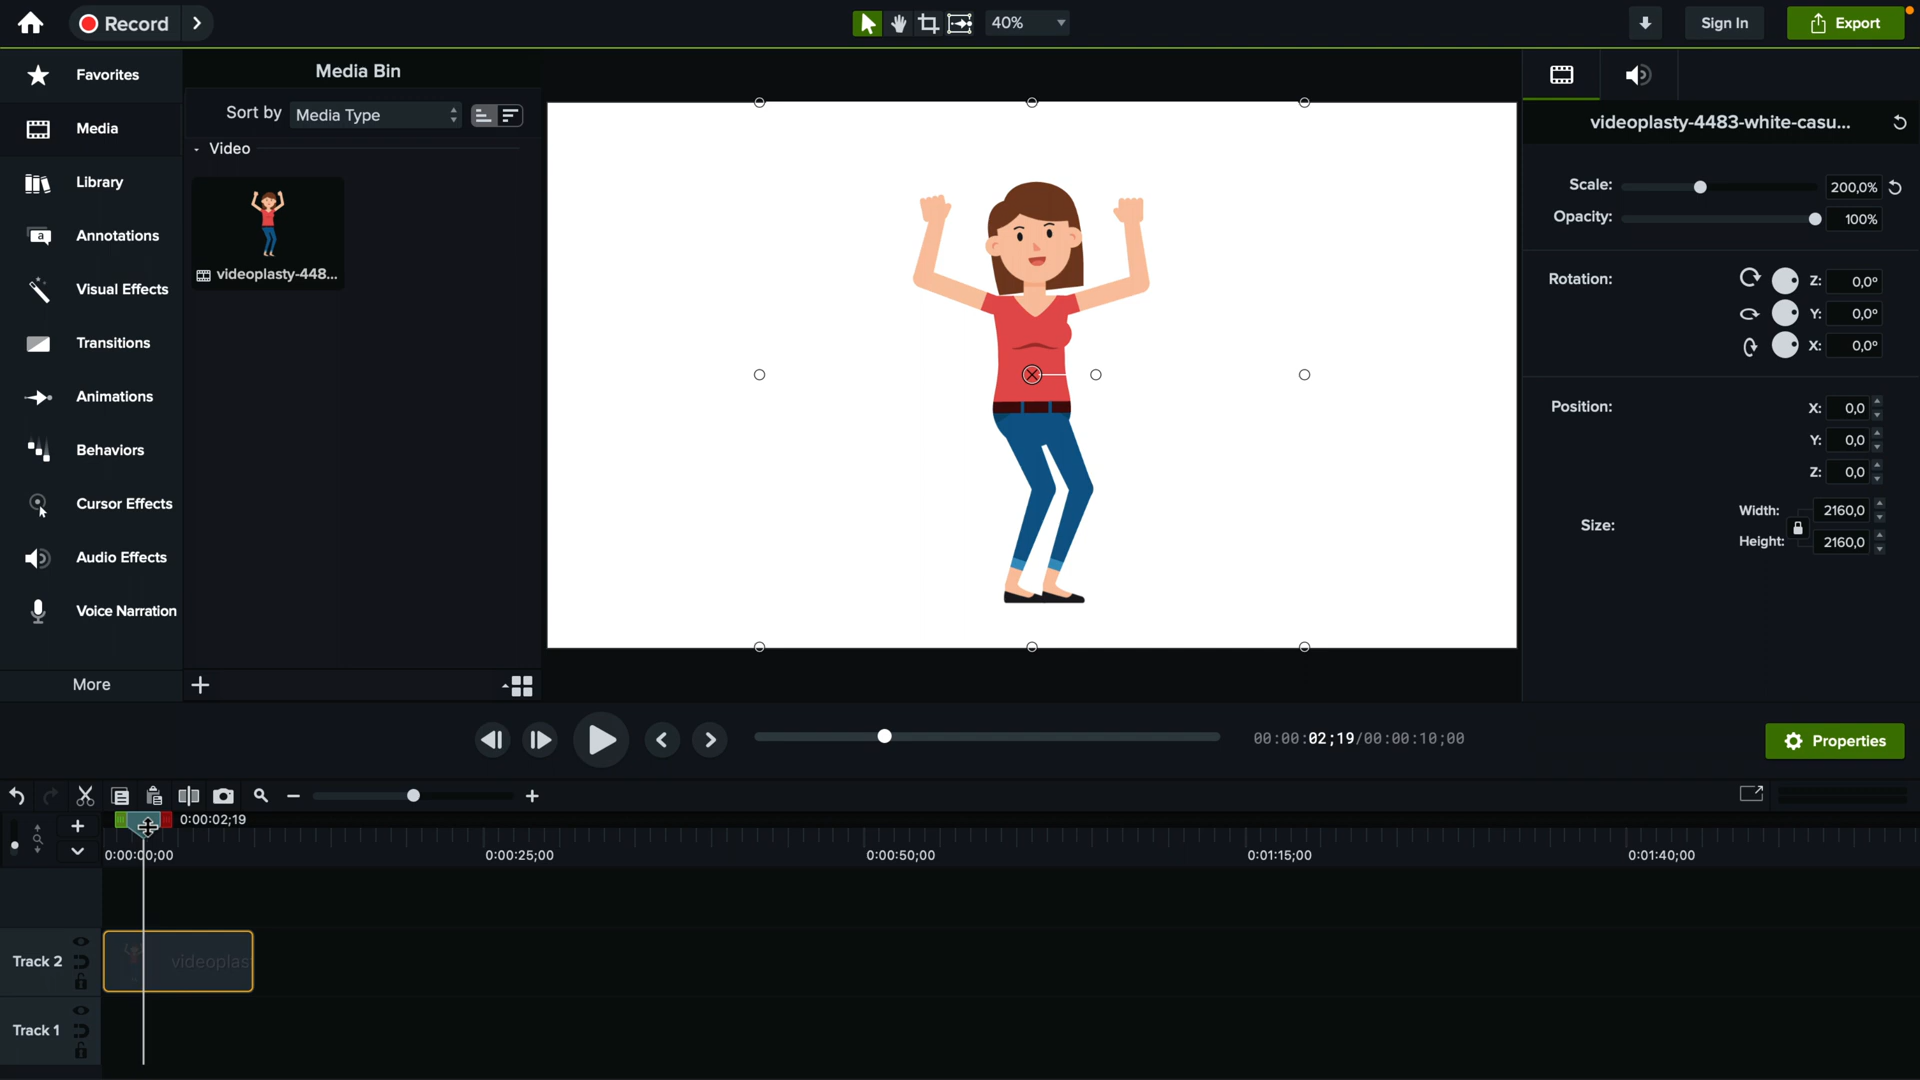 Record
40%
Sign In
Export
Favorites
Media
Library
Annotations
Visual Effects
Transitions
Animations
Behaviors
Cursor Effects
Audio Effects
Voice Narration
More
Media Bin
Sort by Media Type
Video
videoplasty-448...
videoplasty-4483-white-casu...
Scale: 200,0%
Opacity: 100%
Rotation: Z: 0,0º
Y: 0,0º
X: 0,0º
Position: X: 0,0
Y: 0,0
Z: 0,0
Size: Width: 2160,0
Height: 2160,0
00:00:02;19/00:00:10;00
Properties
0:00:02;19
0:00:00;00 0:00:25;00 0:00:50;00 0:01:15;00 0:01:40;00
Track 2
videoplas
Track 1